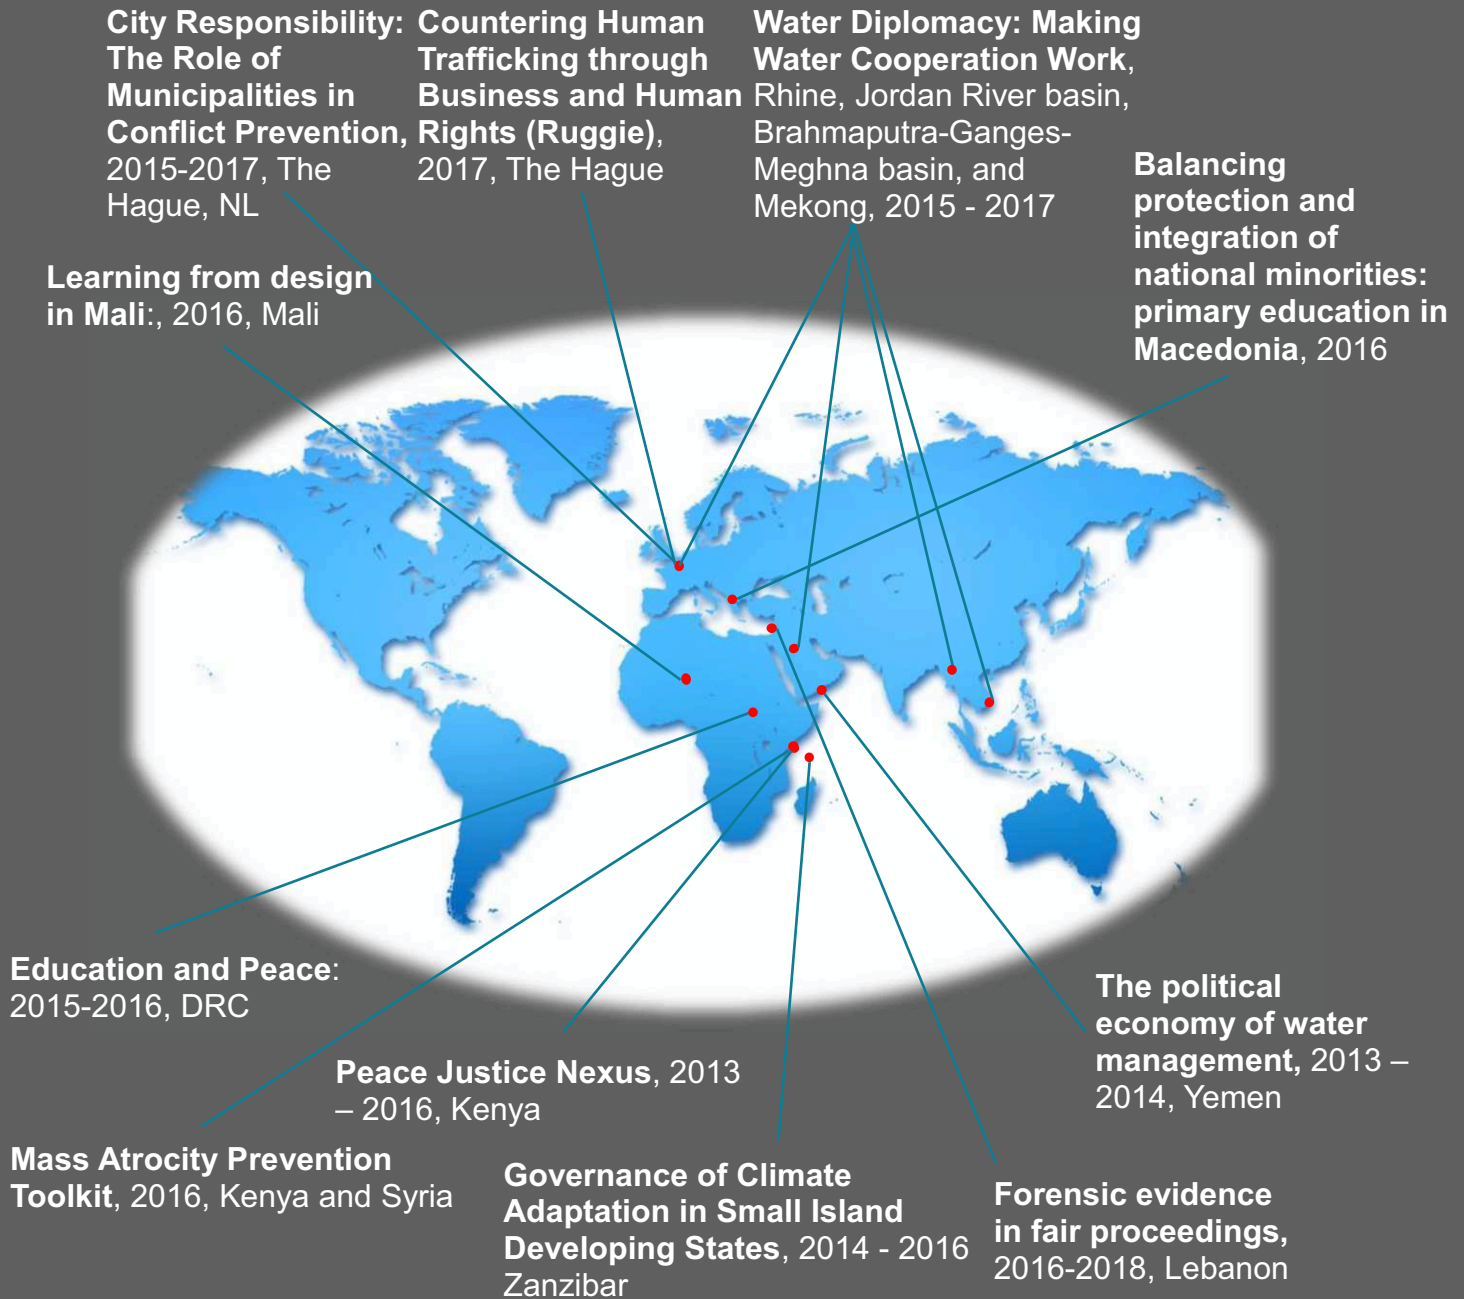 City Responsibility:
The Role of
Municipalities in
Conflict Prevention,
2015-2017, The
Hague, NL
Countering Human
Trafficking through
Business and Human
Rights (Ruggie),
2017, The Hague
Water Diplomacy: Making
Water Cooperation Work,
Rhine, Jordan River basin,
Brahmaputra-Ganges-
Meghna basin, and
Mekong, 2015 - 2017
Balancing
protection and
integration of
national minorities:
primary education in
Macedonia, 2016
Learning from design
in Mali:, 2016, Mali
Education and Peace:
2015-2016, DRC
Peace Justice Nexus, 2013
– 2016, Kenya
Mass Atrocity Prevention
Toolkit, 2016, Kenya and Syria
Governance of Climate
Adaptation in Small Island
Developing States, 2014 - 2016
Zanzibar
The political
economy of water
management, 2013 –
2014, Yemen
Forensic evidence
in fair proceedings,
2016-2018, Lebanon